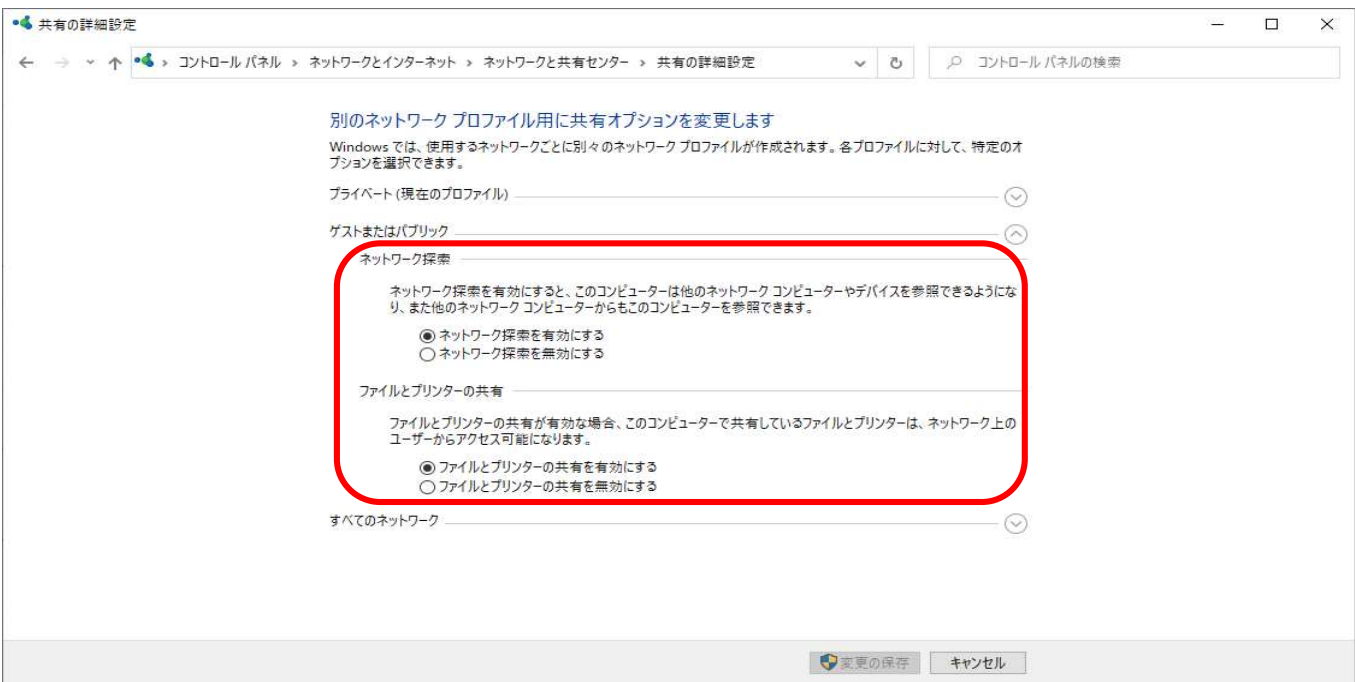 共有の詳細設定
コントロール パネル › ネットワークとインターネット › ネットワークと共有センター › 共有の詳細設定
コントロール パネルの検索
別のネットワーク プロファイル用に共有オプションを変更します
Windows では、使用するネットワークごとに別々のネットワーク プロファイルが作成されます。各プロファイルに対して、特定のオ
プションを選択できます。
プライベート (現在のプロファイル)
ゲストまたはパブリック
ネットワーク探索
ネットワーク探索を有効にすると、このコンピューターは他のネットワーク コンピューターやデバイスを参照できるようにな
り、また他のネットワーク コンピューターからもこのコンピューターを参照できます。
ネットワーク探索を有効にする
ネットワーク探索を無効にする
ファイルとプリンターの共有
ファイルとプリンターの共有が有効な場合、このコンピューターで共有しているファイルとプリンターは、ネットワーク上の
ユーザーからアクセス可能になります。
ファイルとプリンターの共有を有効にする
ファイルとプリンターの共有を無効にする
すべてのネットワーク
変更の保存
キャンセル